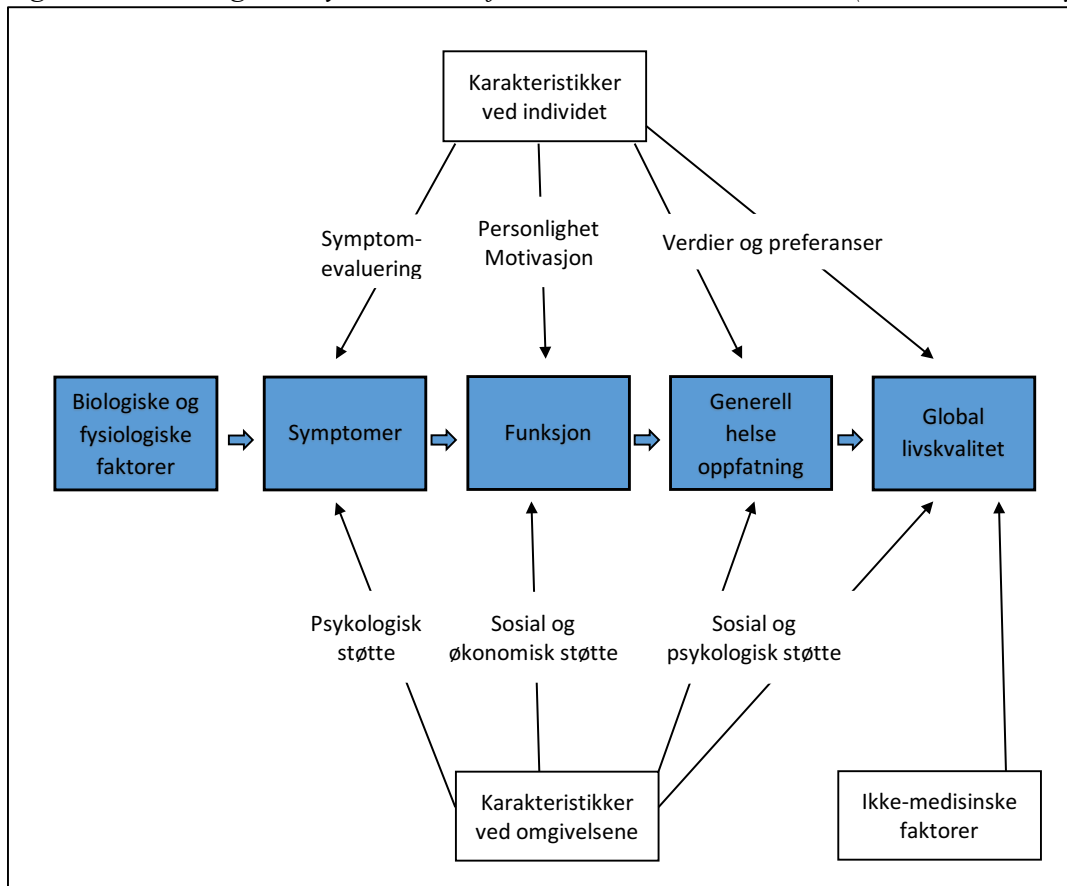 Karakteristikker
ved individet
Symptom-
evaluering
Personlighet
Motivasjon
Verdier og preferanser
Biologiske og
fysiologiske
faktorer
Symptomer
Funksjon
Generell
helse
oppfatning
Global
livskvalitet
Psykologisk
støtte
Sosial og
økonomisk støtte
Sosial og
psykologisk støtte
Karakteristikker
ved omgivelsene
Ikke-medisinske
faktorer